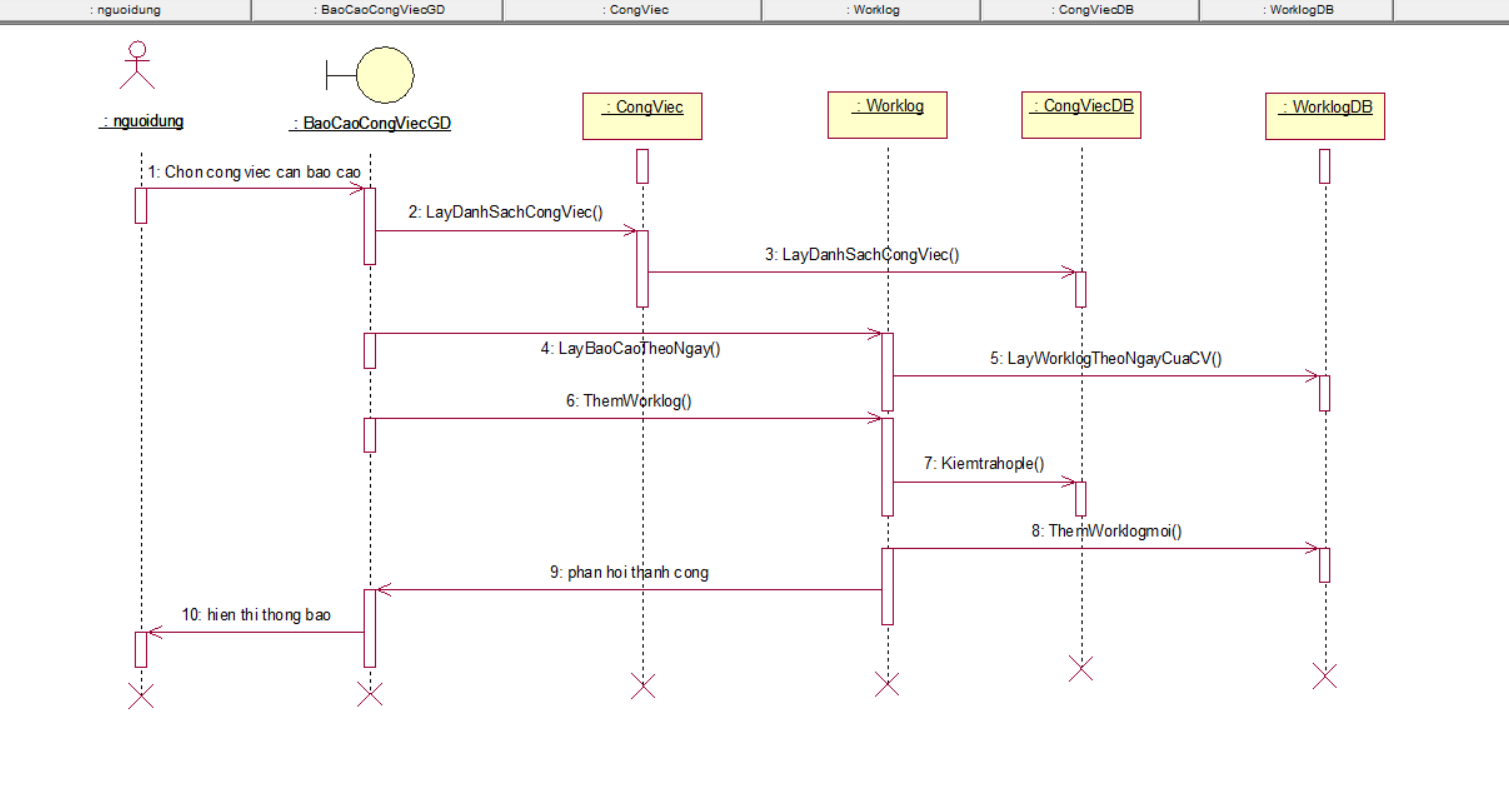 : nguoidung
: BaoCaoCongViecGD
: CongViec
: Worklog
: CongViecDB
: WorklogDB
: nguoidung
: BaoCaoCongViecGD
: CongViec
: Worklog
: CongViecDB
: WorklogDB
1: Chon cong viec can bao cao
2: LayDanhSachCongViec()
3: LayDanhSachCongViec()
4: LayBaoCaoTheoNgay()
5: LayWorklogTheoNgayCuaCV()
6: ThemWorklog()
7: Kiemtrahople()
8: ThemWorklogmoi()
9: phan hoi thanh cong
10: hien thi thong bao